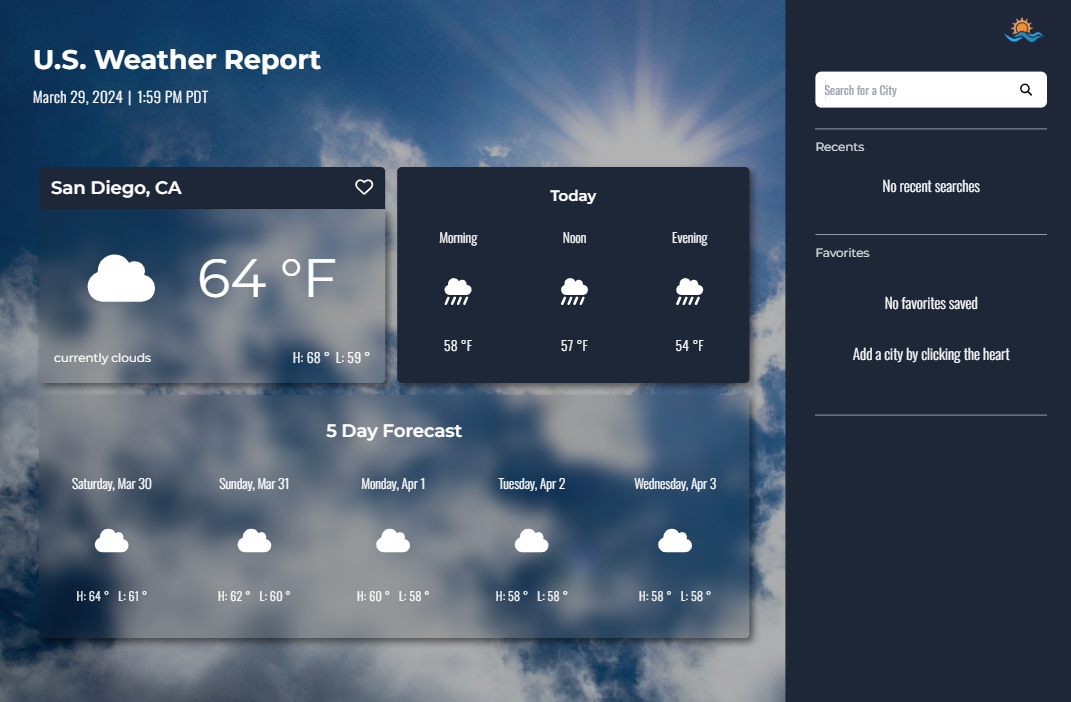 U.S. Weather Report
March 29, 2024 | 1:59 PM PDT
San Diego, CA
64 °F
currently clouds
H: 68 ° L: 59 °
Today
Morning Noon Evening
58 °F 57 °F 54 °F
5 Day Forecast
Saturday, Mar 30 Sunday, Mar 31 Monday, Apr 1 Tuesday, Apr 2 Wednesday, Apr 3
H: 64 ° L: 61 ° H: 62 ° L: 60 ° H: 60 ° L: 58 ° H: 58 ° L: 58 ° H: 58 ° L: 58 °
Search for a City
Recents
No recent searches
Favorites
No favorites saved
Add a city by clicking the heart